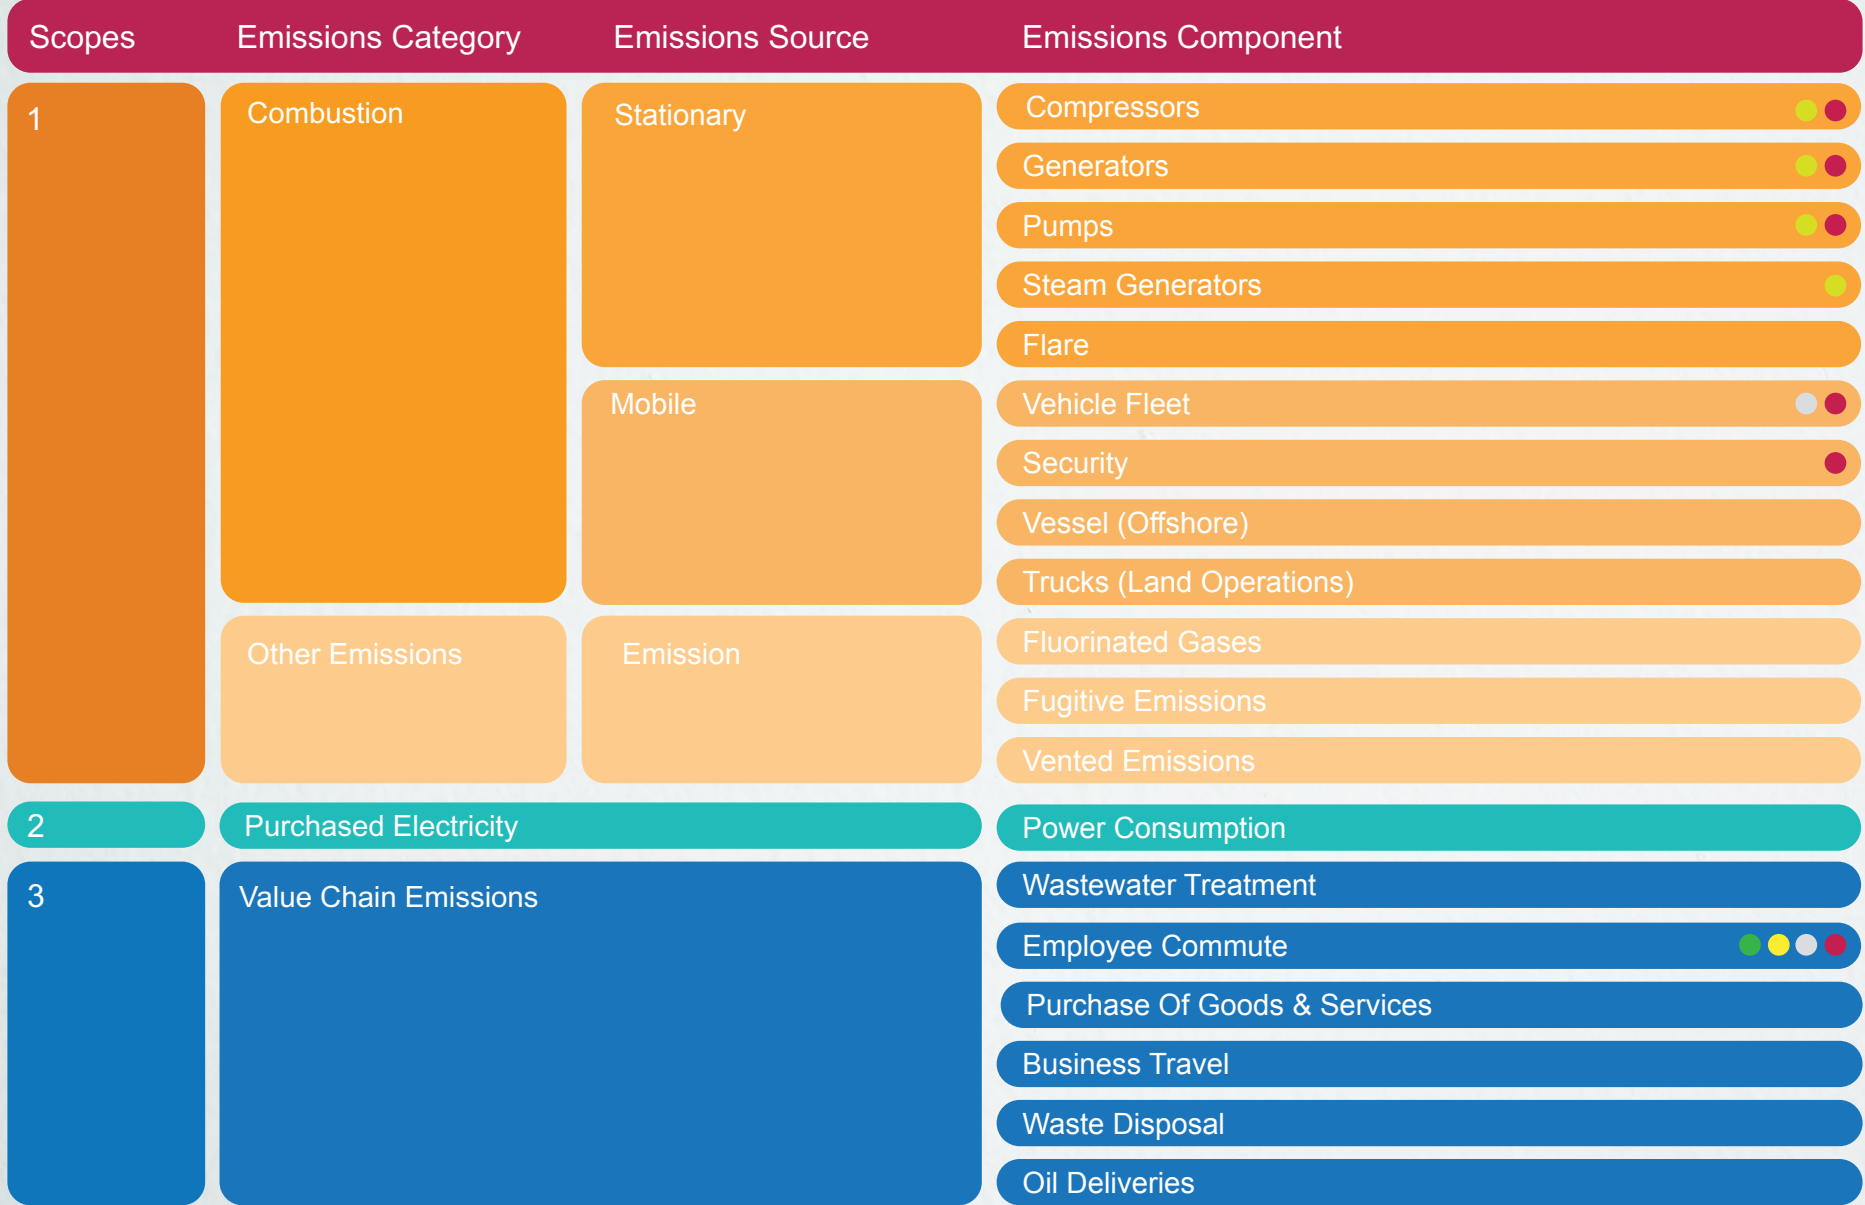 Scopes Emissions Category Emissions Source Emissions Component
1 Combustion Stationary Compressors
Generators
Pumps
Steam Generators
Flare
Mobile Vehicle Fleet
Security
Vessel (Offshore)
Trucks (Land Operations)
Other Emissions Emission Fluorinated Gases
Fugitive Emissions
Vented Emissions
2 Purchased Electricity Power Consumption
3 Value Chain Emissions Wastewater Treatment
Employee Commute
Purchase Of Goods & Services
Business Travel
Waste Disposal
Oil Deliveries